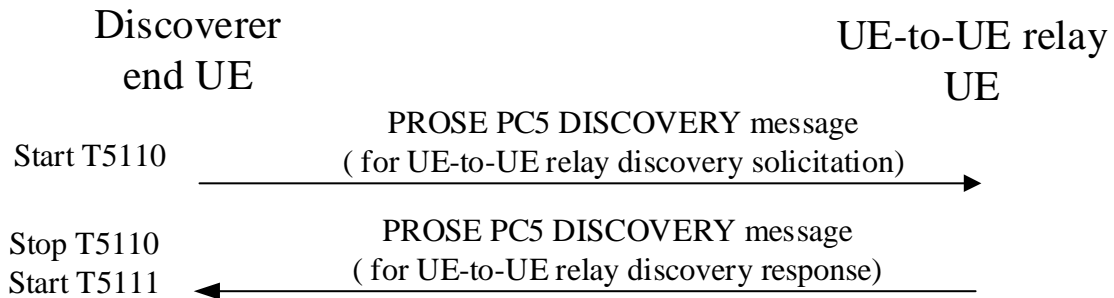 Discoverer
end UE
UE-to-UE relay
UE
PROSE PC5 DISCOVERY message
Start T5110
( for UE-to-UE relay discovery solicitation)
PROSE PC5 DISCOVERY message
Stop T5110
( for UE-to-UE relay discovery response)
Start T5111